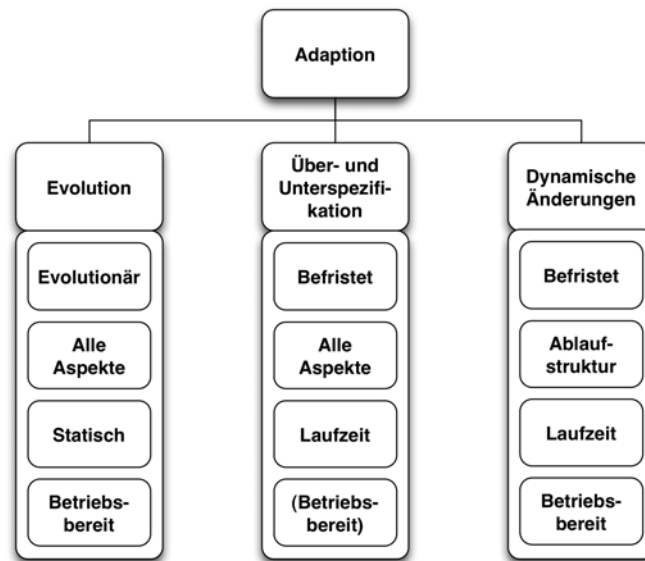 Adaption
Evolution
Evolutionär
Alle
Aspekte
Statisch
Betriebs-
bereit
Über- und
Unterspezifi-
kation
Befristet
Alle
Aspekte
Laufzeit
(Betriebs-
bereit)
Dynamische
Änderungen
Befristet
Ablauf-
struktur
Laufzeit
Betriebs-
bereit